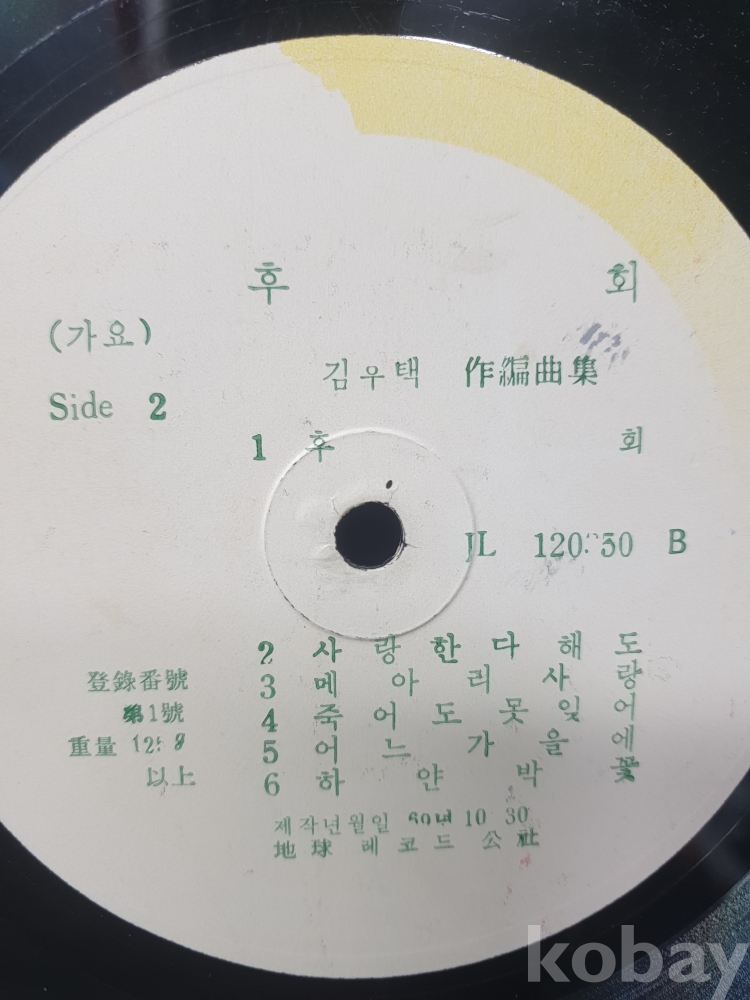 후 회
(가요)
김우택 作編曲集
Side 2
1 후 회
JL B
2 사랑한다해도
3 메아리사랑
4 죽어도못잊어
5 어느가을에
6 하얀박꽃
登錄番號
第1號
重量
以上
제작년월일 10 30
地球 레코드 公社
kobay